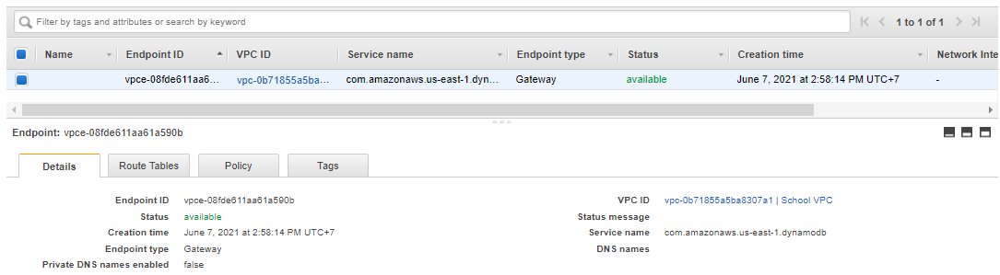 Filter by tags and attributes or search by keyword
1 to 1 of 1
Name Endpoint ID VPC ID Service name Endpoint type Status Creation time Network Inte
vpce-08fde611aa6... vpc-0b71855a5ba... com.amazonaws.us-east-1.dyn... Gateway available June 7, 2021 at 2:58:14 PM UTC+7 -
Endpoint: vpce-08fde611aa61a590b
Details Route Tables Policy Tags
Endpoint ID vpce-08fde611aa61a590b VPC ID vpc-0b71855a5ba8307a1 | School VPC
Status available Status message
Creation time June 7, 2021 at 2:58:14 PM UTC+7 Service name com.amazonaws.us-east-1.dynamodb
Endpoint type Gateway DNS names
Private DNS names enabled false